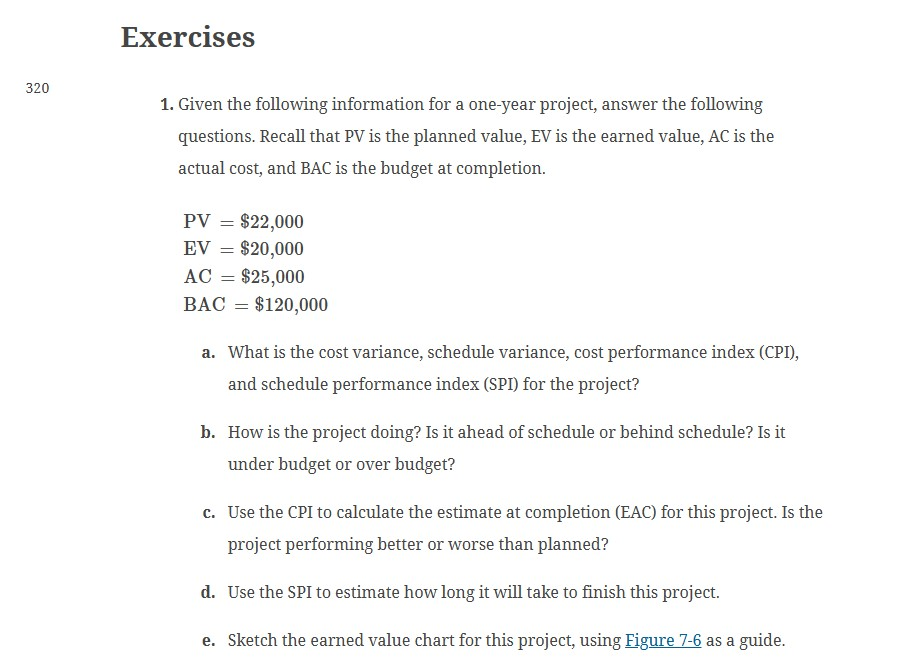 Exercises
320
1. Given the following information for a one-year project, answer the following
questions. Recall that PV is the planned value, EV is the earned value, AC is the
actual cost, and BAC is the budget at completion.
PV = $22,000
EV = $20,000
AC = $25,000
BAC = $120,000
a. What is the cost variance, schedule variance, cost performance index (CPI),
and schedule performance index (SPI) for the project?
b. How is the project doing? Is it ahead of schedule or behind schedule? Is it
under budget or over budget?
c. Use the CPI to calculate the estimate at completion (EAC) for this project. Is the
project performing better or worse than planned?
d. Use the SPI to estimate how long it will take to finish this project.
e. Sketch the earned value chart for this project, using Figure 7-6 as a guide.